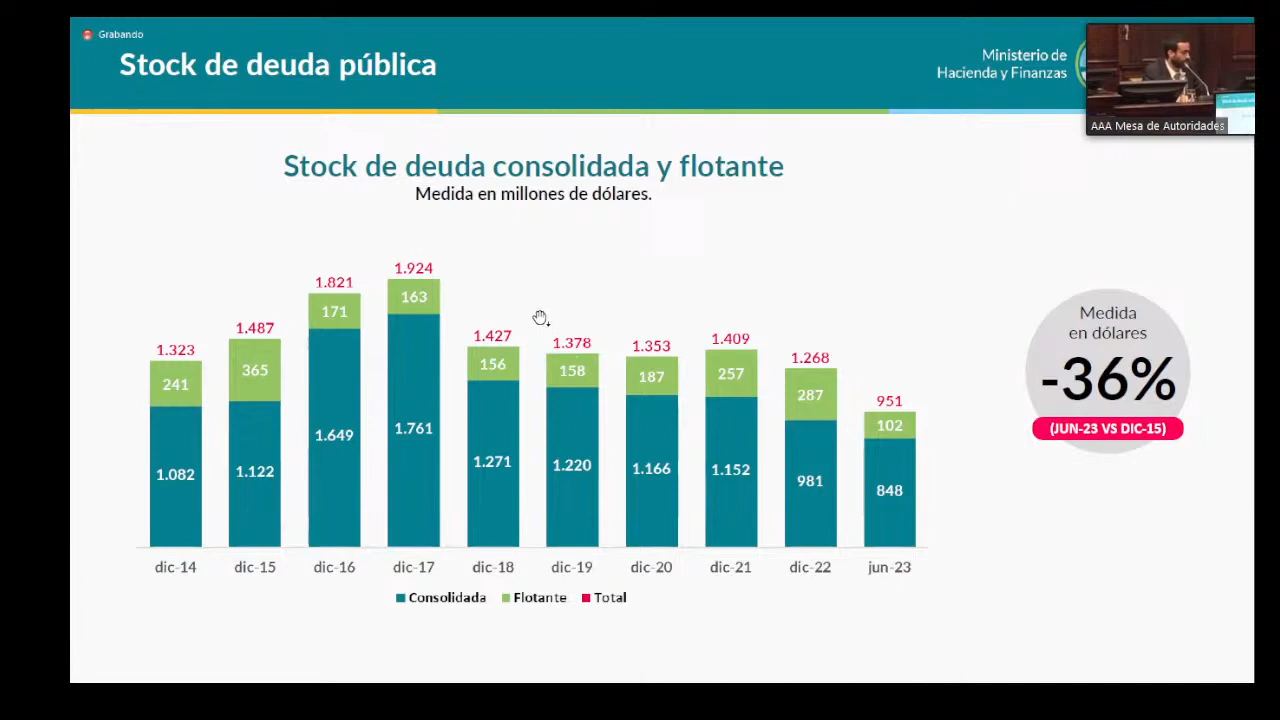 Grabando
Stock de deuda pública
Ministerio de
Hacienda y Finanzas
AAA Mesa de Autoridades
Stock de deuda consolidada y flotante
Medida en millones de dólares.
1.323 1.487 1.821 1.924 1.427 1.378 1.353 1.409 1.268 951
241 365 171 163 156 158 187 257 287 102
1.082 1.122 1.649 1.761 1.271 1.220 1.166 1.152 981 848
dic-14 dic-15 dic-16 dic-17 dic-18 dic-19 dic-20 dic-21 dic-22 jun-23
Consolidada Flotante Total
Medida
en dólares
-36%
(JUN-23 VS DIC-15)